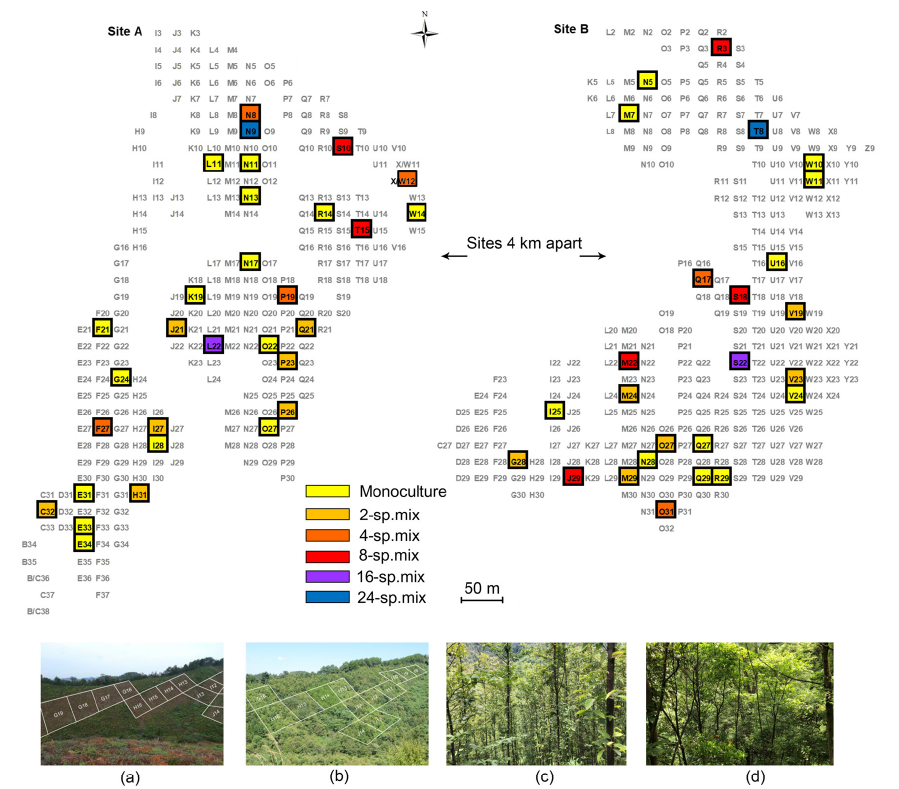 Site A
I3 J3 K3
I4 J4 K4 L4 M4
I5 J5 K5 L5 M5 N5 O5
I6 J6 K6 L6 M6 N6 O6 P6
J7 K7 L7 M7 N7 P7 Q7 R7
I8 K8 L8 M8 N8 P8 Q8 R8 S8
H9 K9 L9 M9 N9 O9 Q9 R9 S9 T9
H10 K10 L10 M10 N10 O10 Q10 R10 S10 T10 U10 V10
I11 L11 M11 N11 O11 U11 X/W11
I12 L12 M12 N12 O12 X/W12
H13 I13 J13 L13 M13 N13 Q13 R13 S13 W13
H14 J14 M14 N14 Q14 R14 S14 T14 U14 W14
H15 Q15 R15 S15 T15 U15 W15
G16 H16 Q16 R16 S16 T16 U16 V16
G17 L17 M17 N17 O17 R17 S17 T17 U17
G18 K18 L18 M18 N18 O18 P18 R18 S18 T18 U18
G19 J19 K19 L19 M19 N19 O19 P19 Q19 S19
F20 G20 J20 K20 L20 M20 N20 O20 P20 Q20 R20 S20
E21 F21 G21 J21 K21 L21 M21 N21 O21 P21 Q21 R21
E22 F22 G22 J22 K22 L22 M22 N22 O22 P22 Q22
E23 F23 G23 K23 L23 O23 P23 Q23
E24 F24 G24 H24 L24 O24 P24 Q24
E25 F25 G25 H25 O25 P25 Q25
E26 F26 G26 H26 I26 M26 N26 O26 P26
E27 F27 G27 H27 I27 J27 M27 N27 O27 P27
E28 F28 G28 H28 I28 J28 M28 N28 O28 P28
E29 F29 G29 H29 I29 J29 N29 O29 P29
E30 F30 G30 H30 I30 P30
C31 D31 E31 F31 G31 H31
C32 D32 E32 F32 G32
C33 D33 E33 F33 G33
B34 E34 F34 G34
B35 E35 F35
B/C36 E36 F36
C37 F37
B/C38
N
Sites 4 km apart
Site B
L2 M2 N2 O2 P2 Q2 R2
O3 P3 Q3 R3 S3
Q5 R4 S4
K5 L5 M5 N5 O5 P5 Q6 R5 S5 T5
K6 L6 M6 N6 O6 P6 Q7 R6 S6 T6 U6
L7 M7 N7 O7 P7 Q8 R7 S7 T7 U7 V7
L8 M8 N8 O8 P8 Q8 R8 S8 T8 U8 V8 W8 X8
M9 N9 O9 R9 S9 T9 U9 V9 W9 X9 Y9 Z9
N10 O10 T10 U10 V10 W10 X10 Y10
R11 S11 U11 V11 W11 X11 Y11
R12 S12 T12 U12 V12 W12 X12
S13 T13 U13 W13 X13
T14 U14 V14
S15 T15 U15 V15
P16 Q16 T16 U16 V16
Q17 Q17 T17 U17 V17
Q18 Q18 S18 T18 U18 V18
O19 Q19 S19 T19 U19 V19 W19
L20 M20 O18 P20 S20 T20 U20 V20 W20 X20
L21 M21 N21 P21 S21 T21 U21 V21 W21 X21 Y21
I22 J22 L22 M22 N22 P22 Q22 S22 T22 U22 V22 W22 X22 Y22
F23 I23 J23 M23 P23 Q23 R23 S23 T23 U23 V23 W23 X23 Y23
E24 F24 I24 J24 L24 M24 N24 P24 Q24 R24 S24 T24 U24 V24 W24 X24
D25 E25 F25 I25 J25 N25 O25 P25 Q25 R25 S25 T25 U25 V25 W25
D26 E26 F26 I26 J26 M26 N26 O26 P26 Q26 R26 S26 T26 U26 V26
C27 D27 E27 F27 I27 J27 K27 L27 M27 N27 O27 P27 Q27 R27 S27 T27 U27 V27 W27
D28 E28 F28 G28 H28 I28 J28 K28 L28 M28 N28 O28 P28 Q28 R28 S28 T28 U28 V28
D29 E29 F29 G29 H29 I29 J29 K29 L29 M29 N29 O29 P29 Q29 R29 S29 T29 U29 V29
G30 H30 M30 N30 O30 P30 Q30 R30
N31 O31 P31
O32
Monoculture
2-sp.mix
4-sp.mix
8-sp.mix
16-sp.mix
24-sp.mix
50 m
G19 G18 G17 G16 H16 H15 H14 H13 J13 J12 J14
(a) (b) (c) (d)